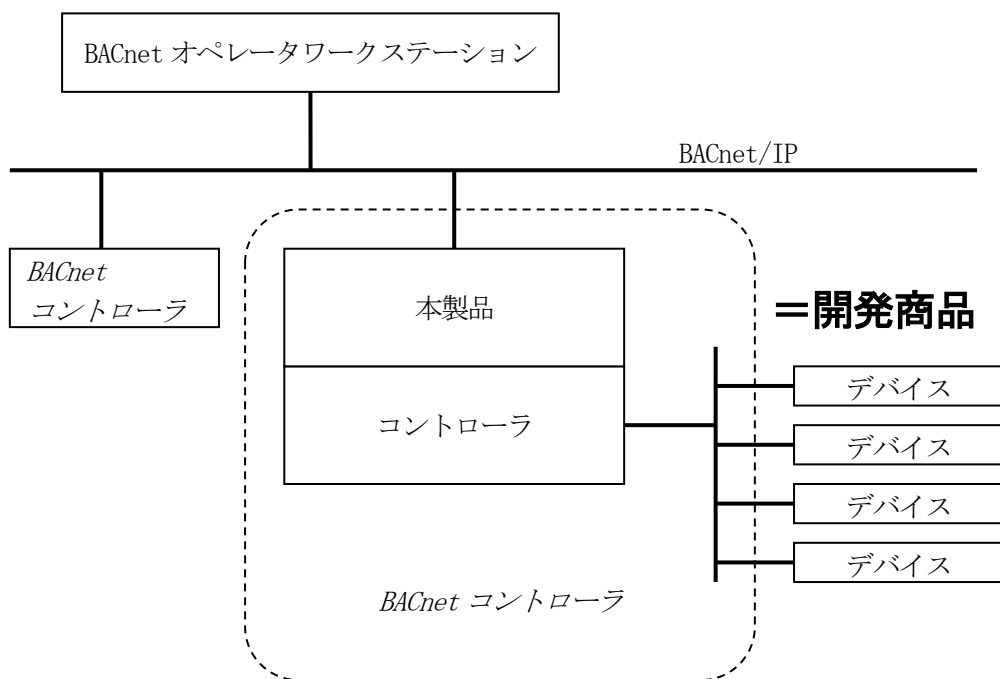 BACnet オペレータワークステーション
BACnet/IP
BACnet
コントローラ
本製品
＝開発商品
コントローラ
デバイス
デバイス
デバイス
デバイス
BACnet コントローラ